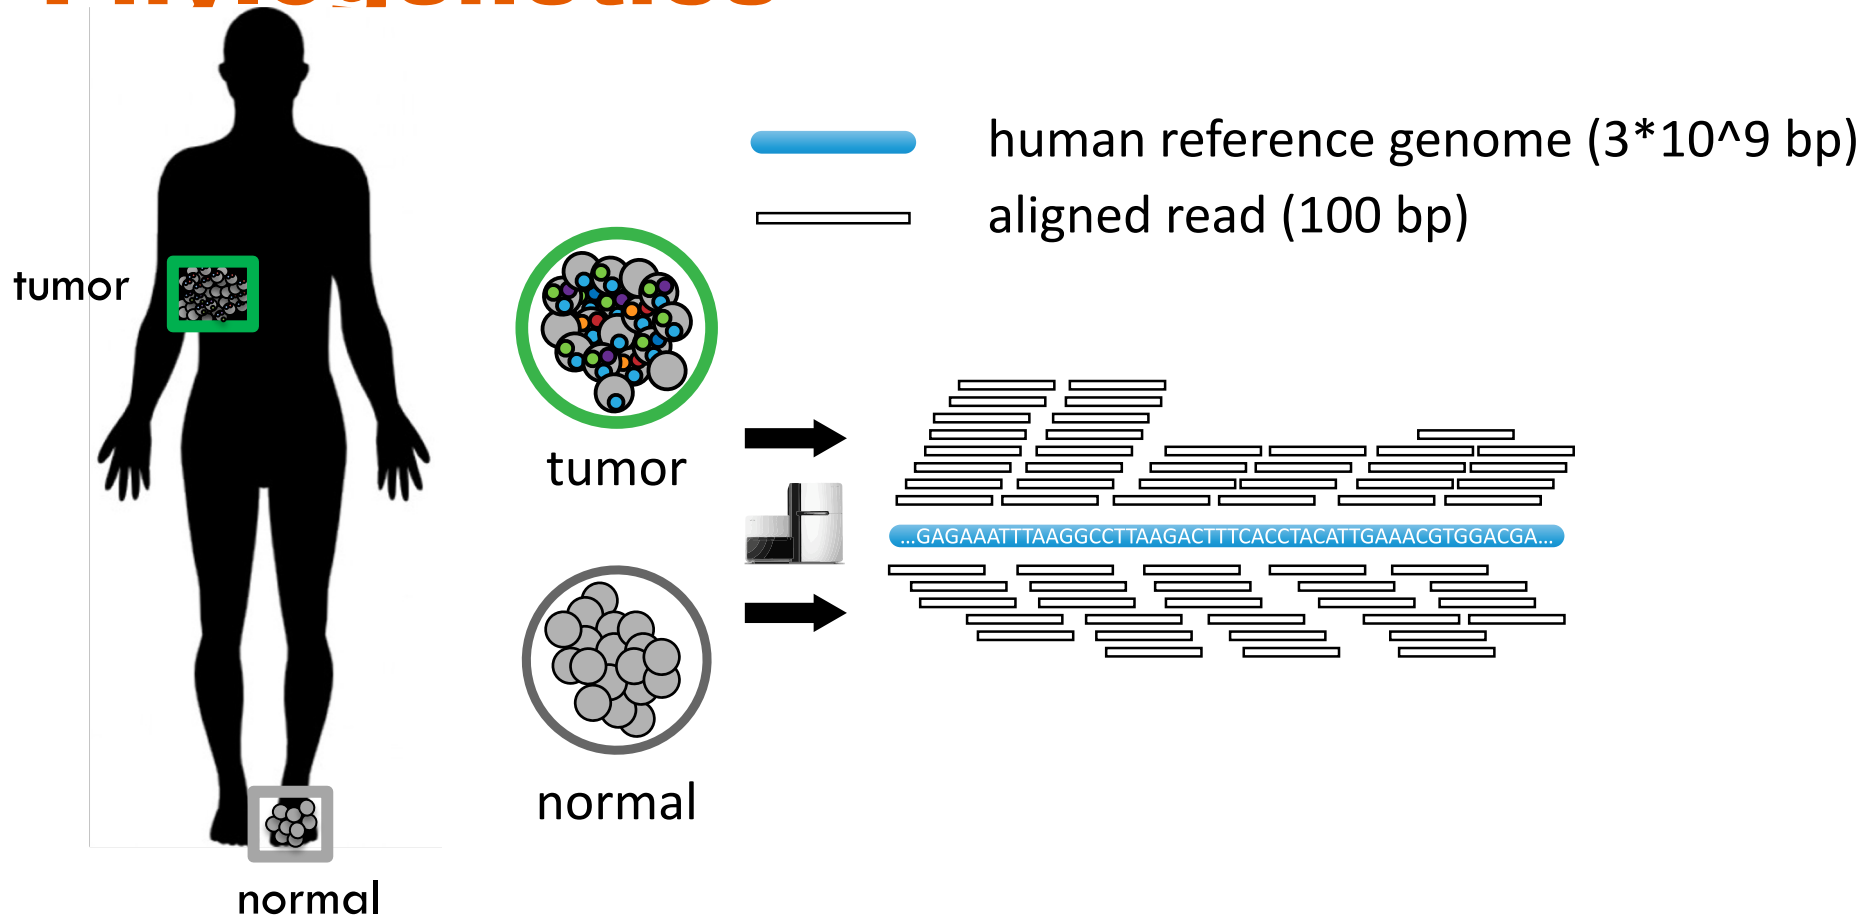 human reference genome (3*10^9 bp)
aligned read (100 bp)
tumor
tumor
...GAGAAATTTAAGGCCTTAAGACTTTCACCTACATTGAAACGTGGACGA...
normal
normal